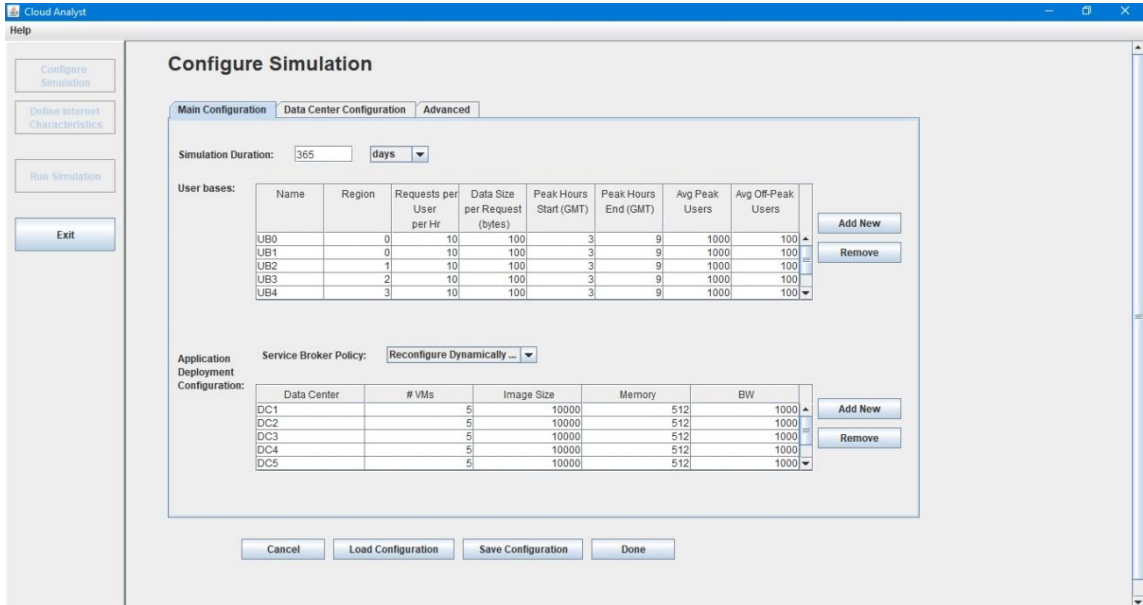 Cloud Analyst
Help
Configure
Simulation
Define Internet
Characteristics
Run Simulation
Exit
Configure Simulation
Main Configuration Data Center Configuration Advanced
Simulation Duration: 365 days
User bases:
Name Region Requests per User per Hr Data Size per Request (bytes) Peak Hours Start (GMT) Peak Hours End (GMT) Avg Peak Users Avg Off-Peak Users
UB0 0 10 100 3 9 1000 100
UB1 0 10 100 3 9 1000 100
UB2 1 10 100 3 9 1000 100
UB3 2 10 100 3 9 1000 100
UB4 3 10 100 3 9 1000 100
Add New
Remove
Application
Deployment
Configuration:
Service Broker Policy: Reconfigure Dynamically ...
Data Center # VMs Image Size Memory BW
DC1 5 10000 512 1000
DC2 5 10000 512 1000
DC3 5 10000 512 1000
DC4 5 10000 512 1000
DC5 5 10000 512 1000
Add New
Remove
Cancel Load Configuration Save Configuration Done